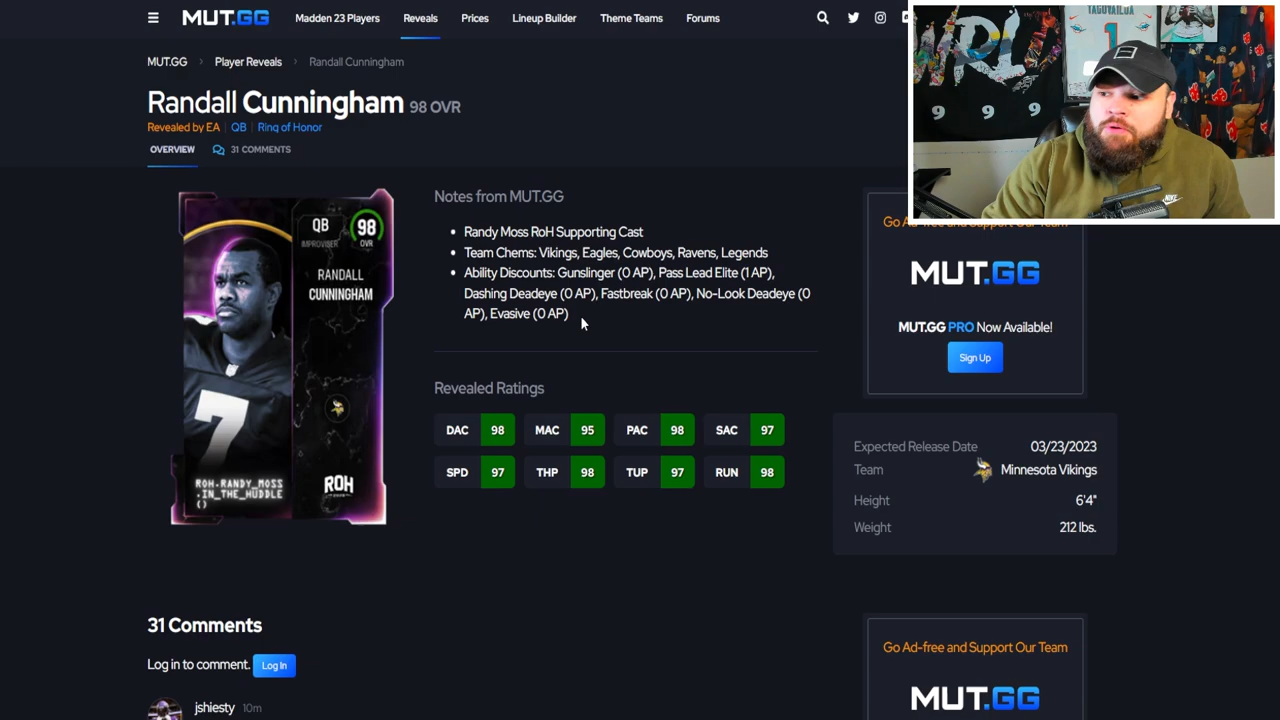 MUT.GG
Madden 23 Players
Reveals
Prices
Lineup Builder
Theme Teams
Forums
MUT.GG > Player Reveals > Randall Cunningham
Randall Cunningham 98 OVR
Revealed by EA | QB | Ring of Honor
OVERVIEW
31 COMMENTS
QB
IMPROVISER
98
OVR
RANDALL
CUNNINGHAM
7
ROH.RANDY_MOSS
.IN_THE_HUDDLE
()
ROH
Notes from MUT.GG
Randy Moss RoH Supporting Cast
Team Chems: Vikings, Eagles, Cowboys, Ravens, Legends
Ability Discounts: Gunslinger (0 AP), Pass Lead Elite (1 AP),
Dashing Deadeye (0 AP), Fastbreak (0 AP), No-Look Deadeye (0
AP), Evasive (0 AP)
Revealed Ratings
DAC 98 MAC 95 PAC 98 SAC 97
SPD 97 THP 98 TUP 97 RUN 98
Go Ad-free and Support Our Team
MUT.GG
MUT.GG PRO Now Available!
Sign Up
Expected Release Date 03/23/2023
Team Minnesota Vikings
Height 6'4"
Weight 212 lbs.
31 Comments
Log in to comment. Log In
jshiesty 10m
Go Ad-free and Support Our Team
MUT.GG
9 9 9
1